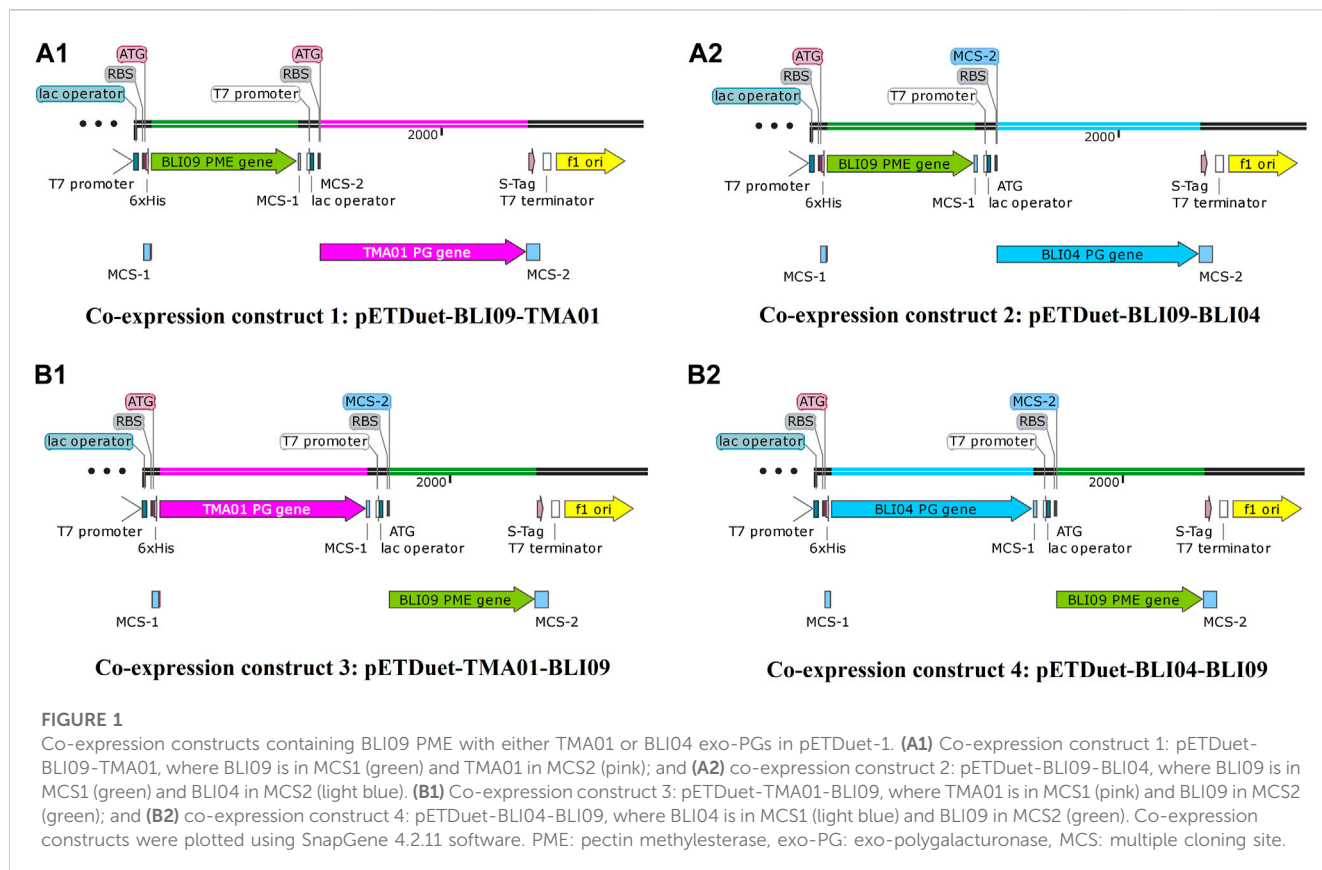 A1
ATG
ATG
RBS
RBS
lac operator
T7 promoter
2000
BLI09 PME gene
f1 ori
T7 promoter
MCS-2
S-Tag
6xHis
MCS-1
lac operator
T7 terminator
TMA01 PG gene
MCS-1
MCS-2
Co-expression construct 1: pETDuet-BLI09-TMA01
A2
ATG
MCS-2
RBS
RBS
lac operator
T7 promoter
2000
BLI09 PME gene
f1 ori
T7 promoter
ATG
S-Tag
6xHis
MCS-1
lac operator
T7 terminator
BLI04 PG gene
MCS-1
MCS-2
Co-expression construct 2: pETDuet-BLI09-BLI04
B1
ATG
MCS-2
RBS
RBS
lac operator
T7 promoter
2000
TMA01 PG gene
f1 ori
T7 promoter
ATG
S-Tag
6xHis
MCS-1
lac operator
T7 terminator
BLI09 PME gene
MCS-1
MCS-2
Co-expression construct 3: pETDuet-TMA01-BLI09
B2
ATG
MCS-2
RBS
RBS
lac operator
T7 promoter
2000
BLI04 PG gene
f1 ori
T7 promoter
ATG
S-Tag
6xHis
MCS-1
lac operator
T7 terminator
BLI09 PME gene
MCS-1
MCS-2
Co-expression construct 4: pETDuet-BLI04-BLI09
FIGURE 1
Co-expression constructs containing BLI09 PME with either TMA01 or BLI04 exo-PGs in pETDuet-1. (A1) Co-expression construct 1: pETDuet-
BLI09-TMA01, where BLI09 is in MCS1 (green) and TMA01 in MCS2 (pink); and (A2) co-expression construct 2: pETDuet-BLI09-BLI04, where BLI09 is in
MCS1 (green) and BLI04 in MCS2 (light blue). (B1) Co-expression construct 3: pETDuet-TMA01-BLI09, where TMA01 is in MCS1 (pink) and BLI09 in MCS2
(green); and (B2) co-expression construct 4: pETDuet-BLI04-BLI09, where BLI04 is in MCS1 (light blue) and BLI09 in MCS2 (green). Co-expression
constructs were plotted using SnapGene 4.2.11 software. PME: pectin methylesterase, exo-PG: exo-polygalacturonase, MCS: multiple cloning site.